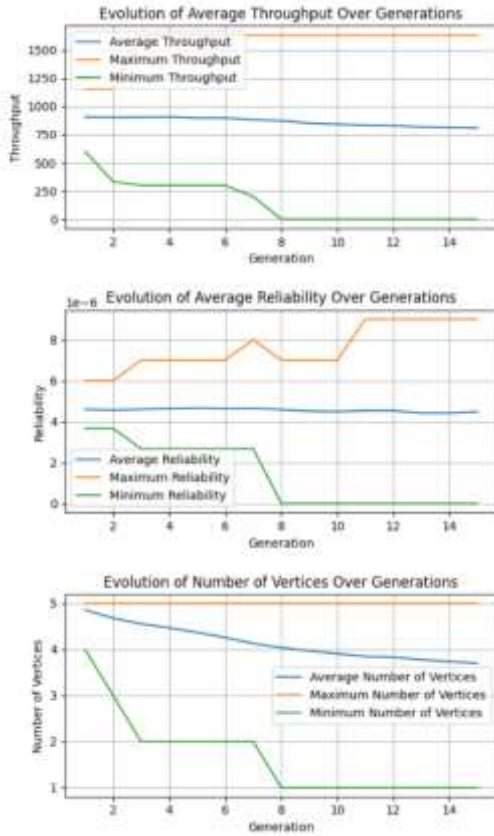 Evolution of Average Throughput Over Generations
Average Throughput
Maximum Throughput
Minimum Throughput
1500
1250
1000
750
500
250
0
Throughput
2 4 6 8 10 12 14
Generation
1e−6
Evolution of Average Reliability Over Generations
8
6
4
2
0
Reliability
Average Reliability
Maximum Reliability
Minimum Reliability
2 4 6 8 10 12 14
Generation
Evolution of Number of Vertices Over Generations
5
4
3
2
1
Number of Vertices
Average Number of Vertices
Maximum Number of Vertices
Minimum Number of Vertices
2 4 6 8 10 12 14
Generation